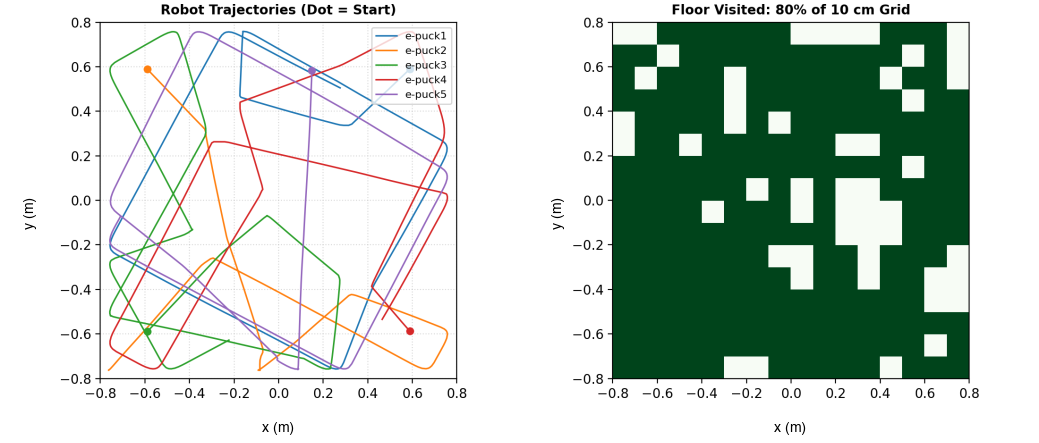 Robot Trajectories (Dot = Start)
e-puck1
e-puck2
e-puck3
e-puck4
e-puck5
0.8
0.6
0.4
0.2
0.0
−0.2
−0.4
−0.6
−0.8
y (m)
−0.8 −0.6 −0.4 −0.2 0.0 0.2 0.4 0.6 0.8
x (m)
Floor Visited: 80% of 10 cm Grid
0.8
0.6
0.4
0.2
0.0
−0.2
−0.4
−0.6
−0.8
y (m)
−0.8 −0.6 −0.4 −0.2 0.0 0.2 0.4 0.6 0.8
x (m)